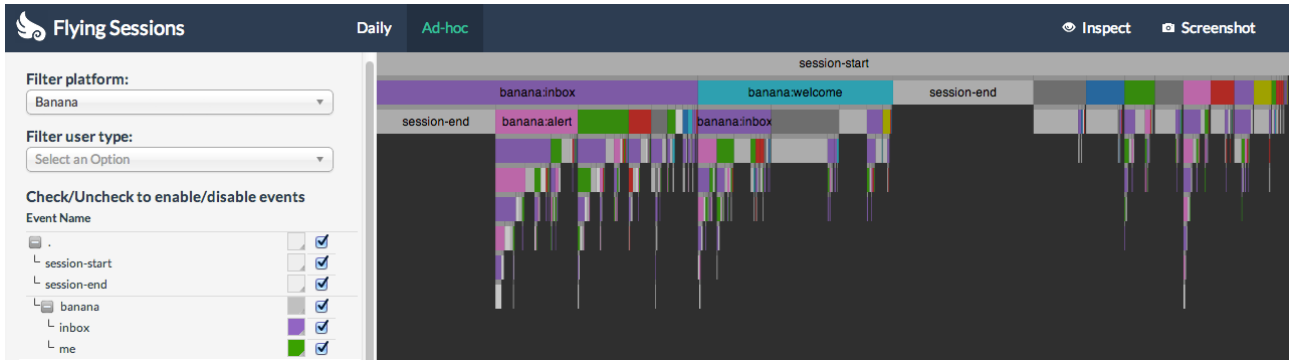 Flying Sessions Daily Ad-hoc Inspect Screenshot
Filter platform:
Banana
Filter user type:
Select an Option
Check/Uncheck to enable/disable events
Event Name
.
session-start
session-end
banana
inbox
me
session-start
banana:inbox banana:welcome session-end
session-end banana:alert banana:inbox